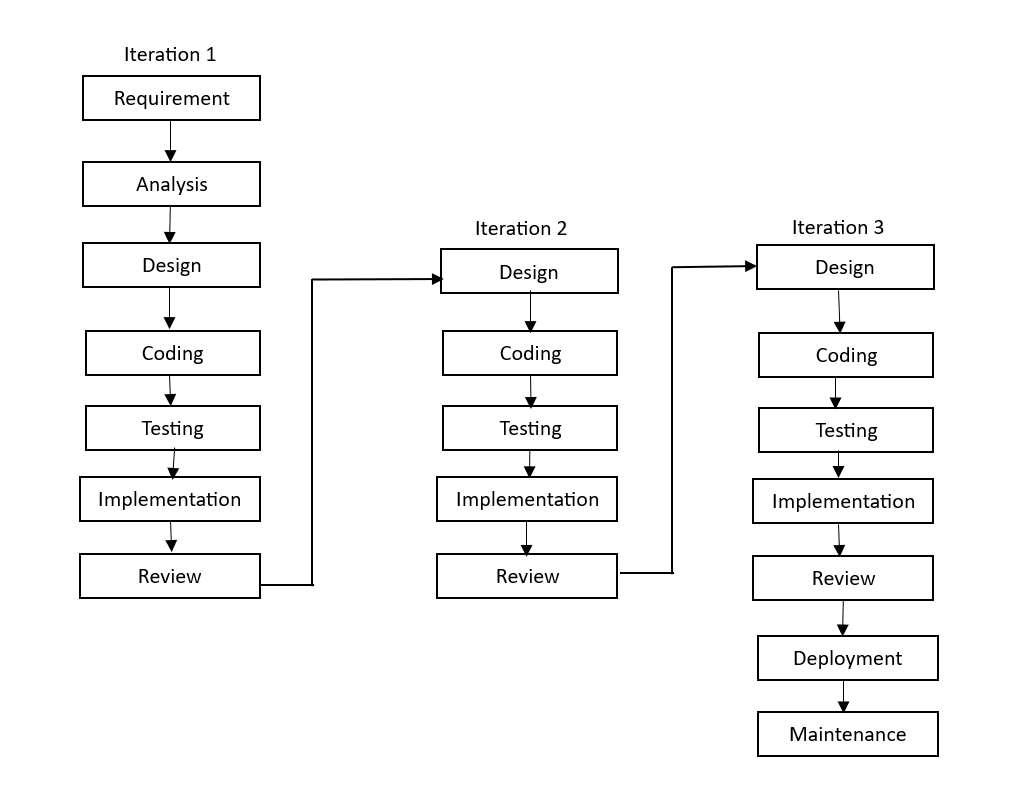 Iteration 1
Requirement
Analysis
Design
Coding
Testing
Implementation
Review
Iteration 2
Design
Coding
Testing
Implementation
Review
Iteration 3
Design
Coding
Testing
Implementation
Review
Deployment
Maintenance